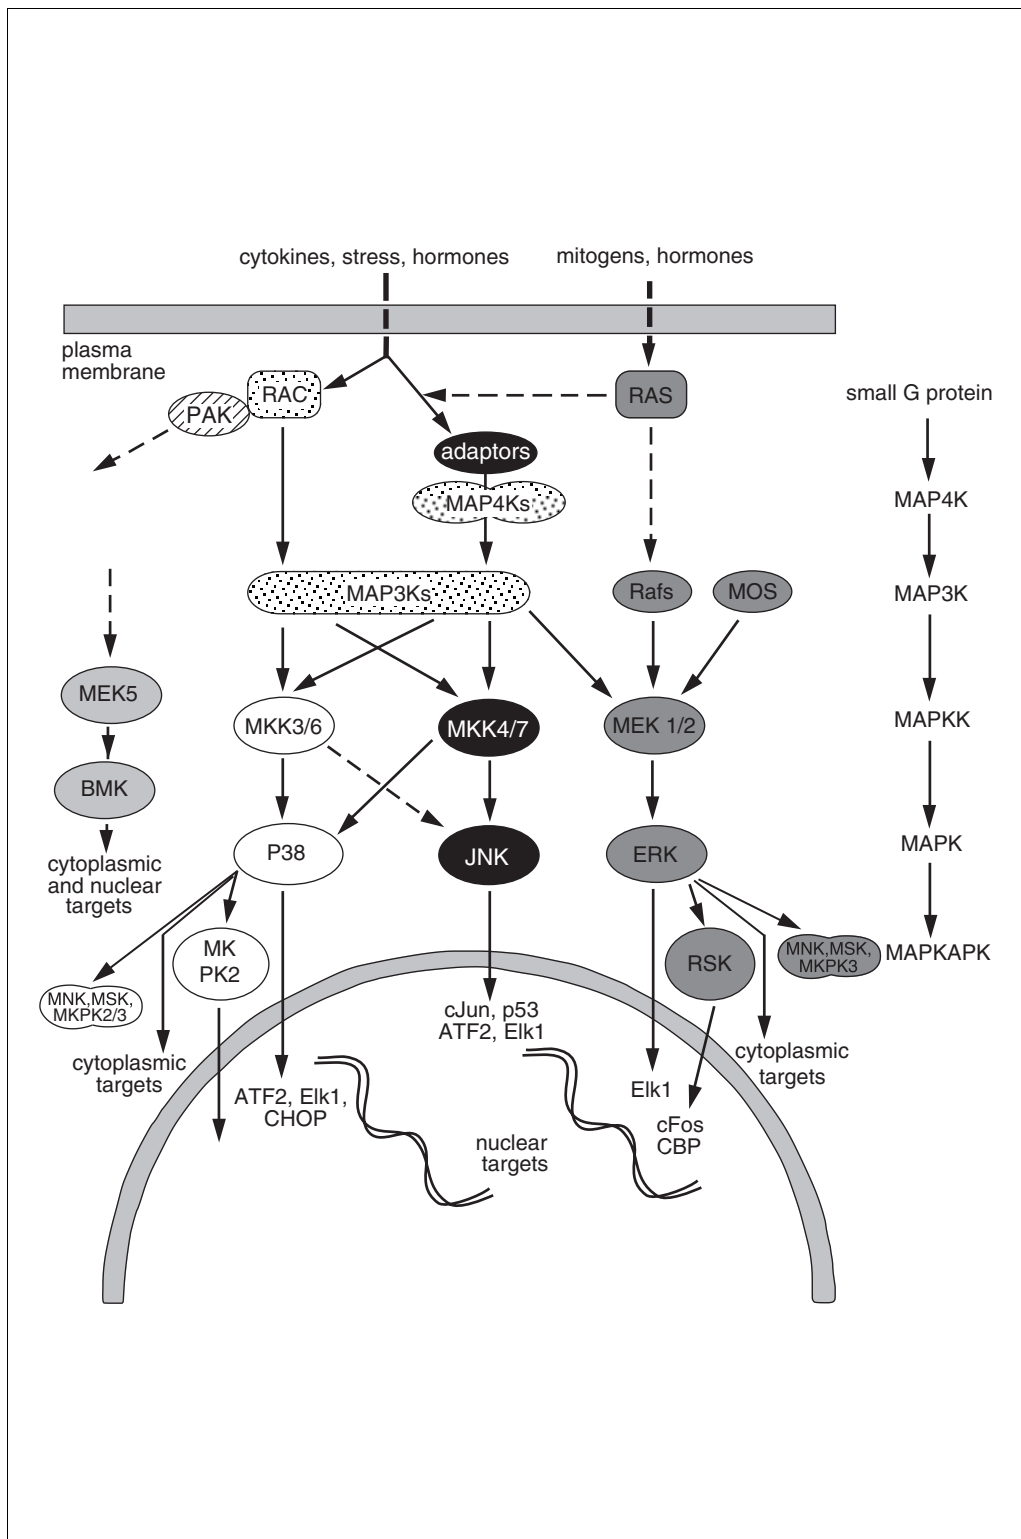 cytokines, stress, hormones
mitogens, hormones
plasma
membrane
RAC
PAK
RAS
small G protein
adaptors
MAP4Ks
MAP4K
MAP3Ks
Rafs
MOS
MAP3K
MEK5
MKK3/6
MKK4/7
MEK 1/2
MAPKK
BMK
P38
JNK
ERK
MAPK
cytoplasmic
and nuclear
targets
MK
PK2
RSK
MNK,MSK,
MKPK3
MAPKAPK
MNK,MSK,
MKPK2/3
cJun, p53
ATF2, Elk1
cytoplasmic
targets
cytoplasmic
targets
ATF2, Elk1,
CHOP
Elk1
cFos
CBP
nuclear
targets